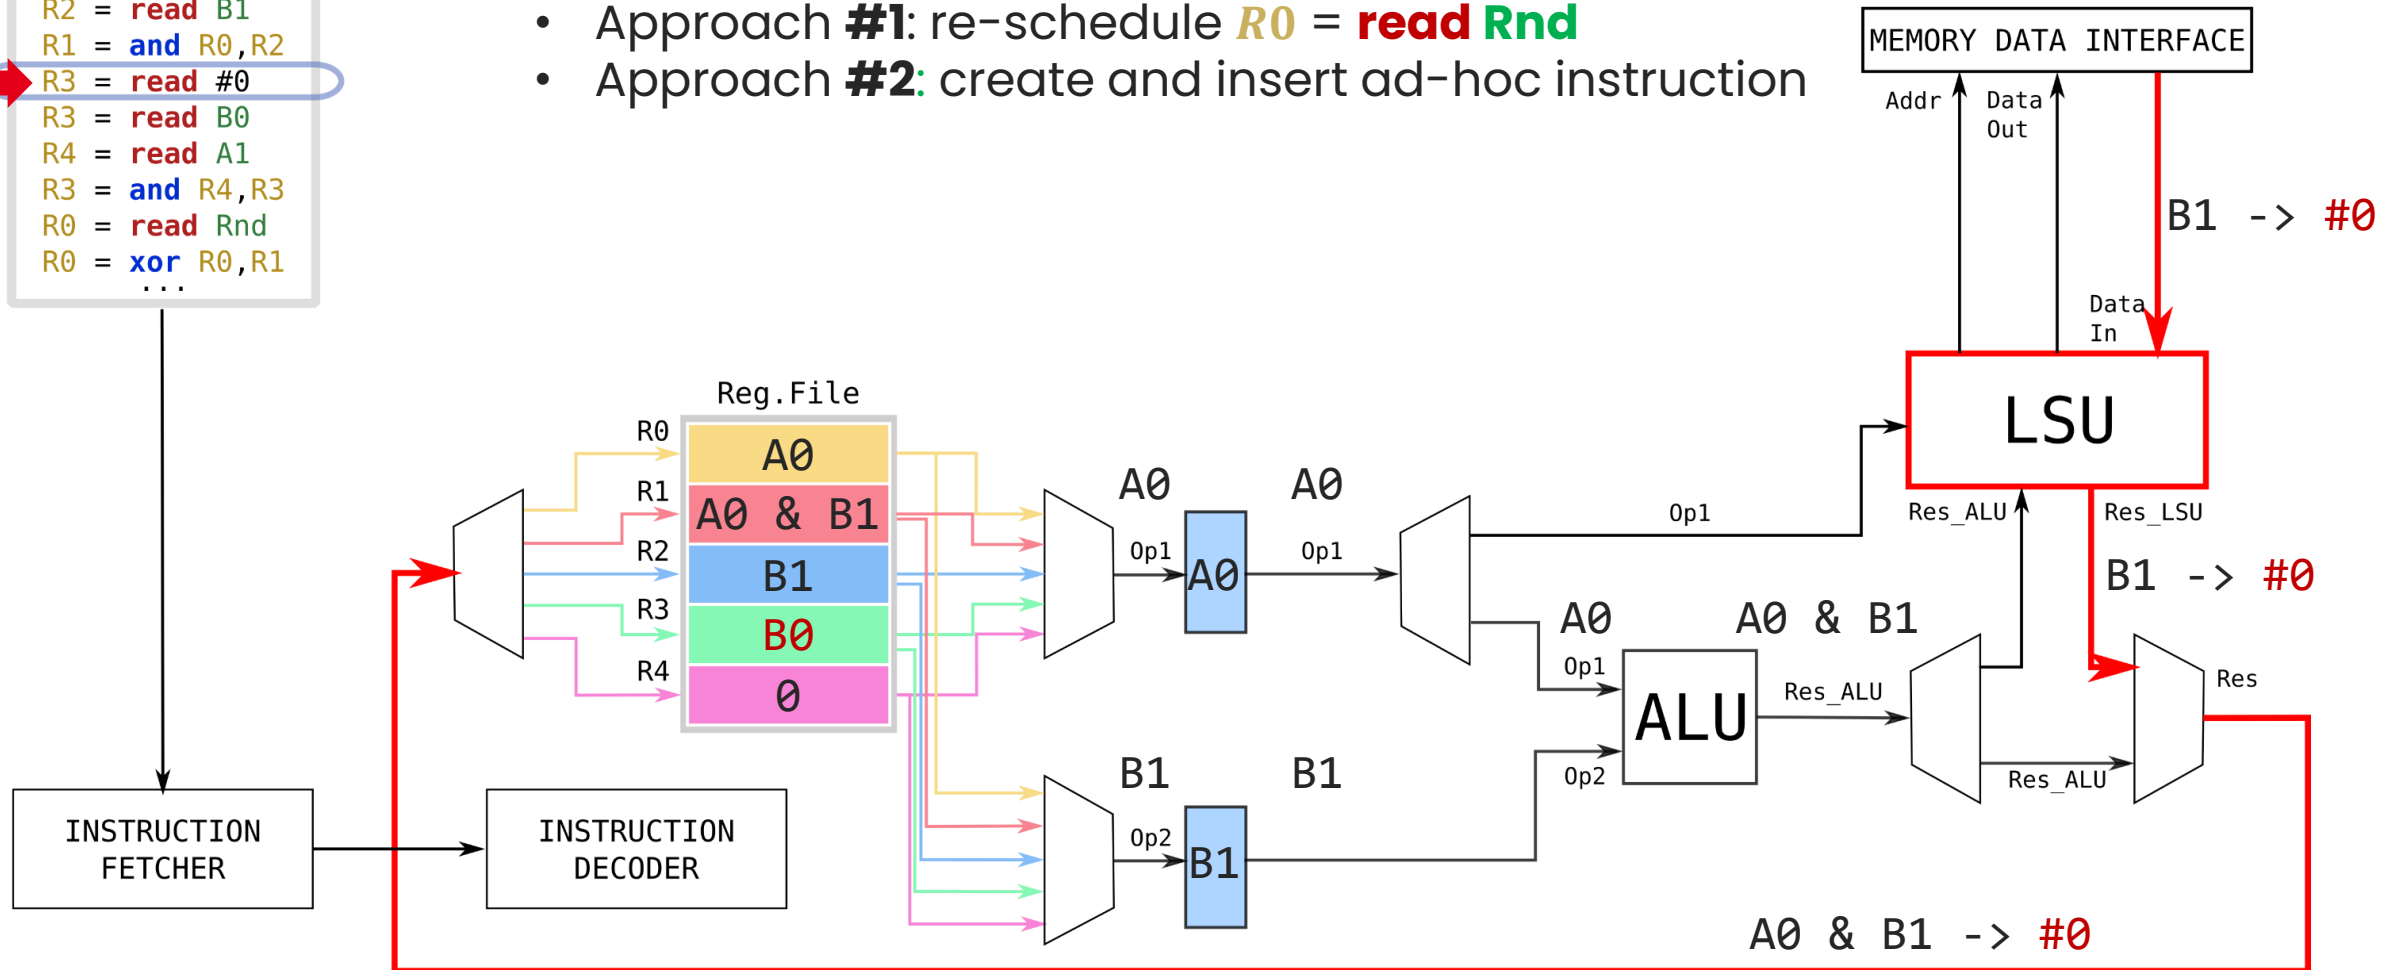 R2 = read B1
R1 = and R0,R2
R3 = read #0
R3 = read B0
R4 = read A1
R3 = and R4,R3
R0 = read Rnd
R0 = xor R0,R1
...
• Approach #1: re-schedule R0 = read Rnd
• Approach #2: create and insert ad-hoc instruction
MEMORY DATA INTERFACE
Addr
Data
Out
B1 -> #0
Data
In
LSU
Res_ALU
Res_LSU
B1 -> #0
Reg.File
R0
A0
R1
A0 & B1
R2
B1
R3
B0
R4
0
A0
A0
Op1
A0
Op1
Op1
A0
A0 & B1
Op1
ALU
Res_ALU
Op2
Res_ALU
Res
B1
B1
Op2
B1
INSTRUCTION
FETCHER
INSTRUCTION
DECODER
A0 & B1 -> #0